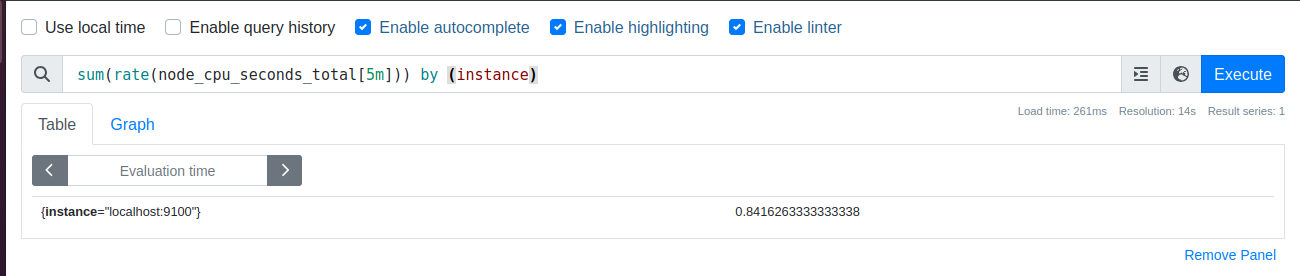 Use local time Enable query history Enable autocomplete Enable highlighting Enable linter
sum(rate(node_cpu_seconds_total[5m])) by (instance) Execute
Load time: 261ms Resolution: 14s Result series: 1
Table Graph
Evaluation time
{instance="localhost:9100"} 0.8416263333333338
Remove Panel